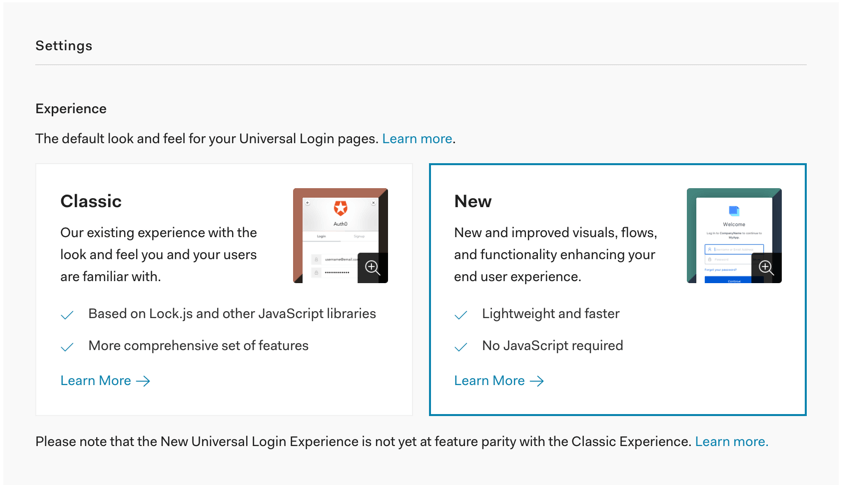 Settings
Experience
The default look and feel for your Universal Login pages. Learn more.
Classic
Our existing experience with the
look and feel you and your users
are familiar with.
Auth0
Login
Signup
Based on Lock.js and other JavaScript libraries
More comprehensive set of features
Learn More →
New
New and improved visuals, flows,
and functionality enhancing your
end user experience.
Welcome
Lightweight and faster
No JavaScript required
Learn More →
Please note that the New Universal Login Experience is not yet at feature parity with the Classic Experience. Learn more.